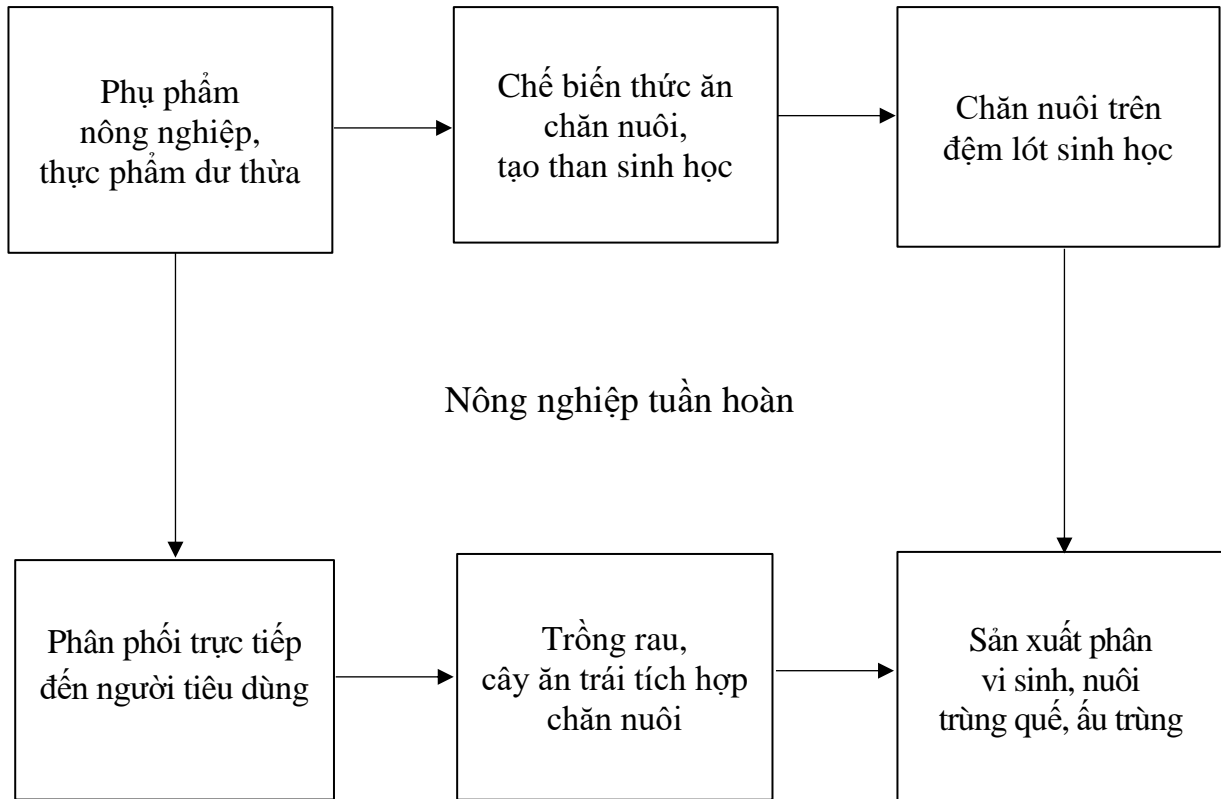 Phụ phẩm
nông nghiệp,
thực phẩm dư thừa
Chế biến thức ăn
chăn nuôi,
tạo than sinh học
Chăn nuôi trên
đệm lót sinh học
Nông nghiệp tuần hoàn
Phân phối trực tiếp
đến người tiêu dùng
Trồng rau,
cây ăn trái tích hợp
chăn nuôi
Sản xuất phân
vi sinh, nuôi
trùng quế, ấu trùng